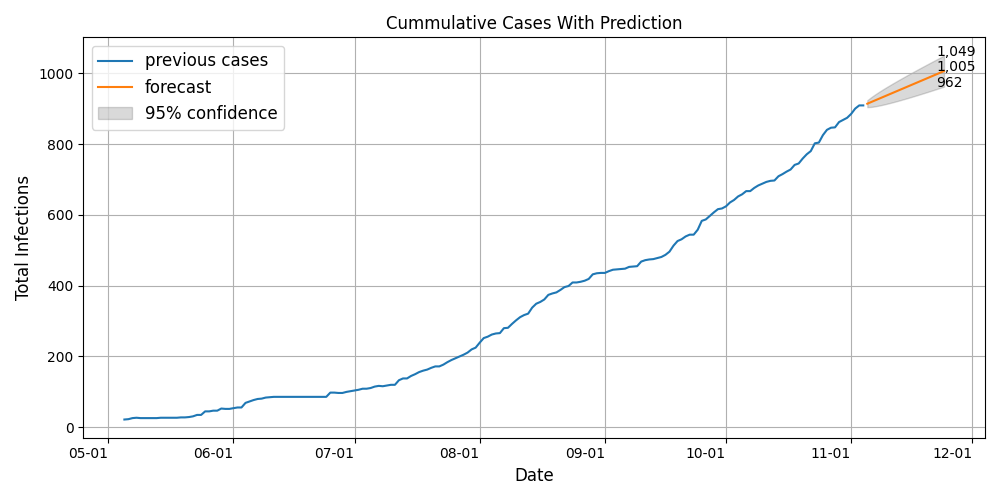 Cummulative Cases With Prediction
previous cases
forecast
95% confidence
1,049
1,005
962
1000
800
600
400
200
0
Total Infections
05-01 06-01 07-01 08-01 09-01 10-01 11-01 12-01
Date